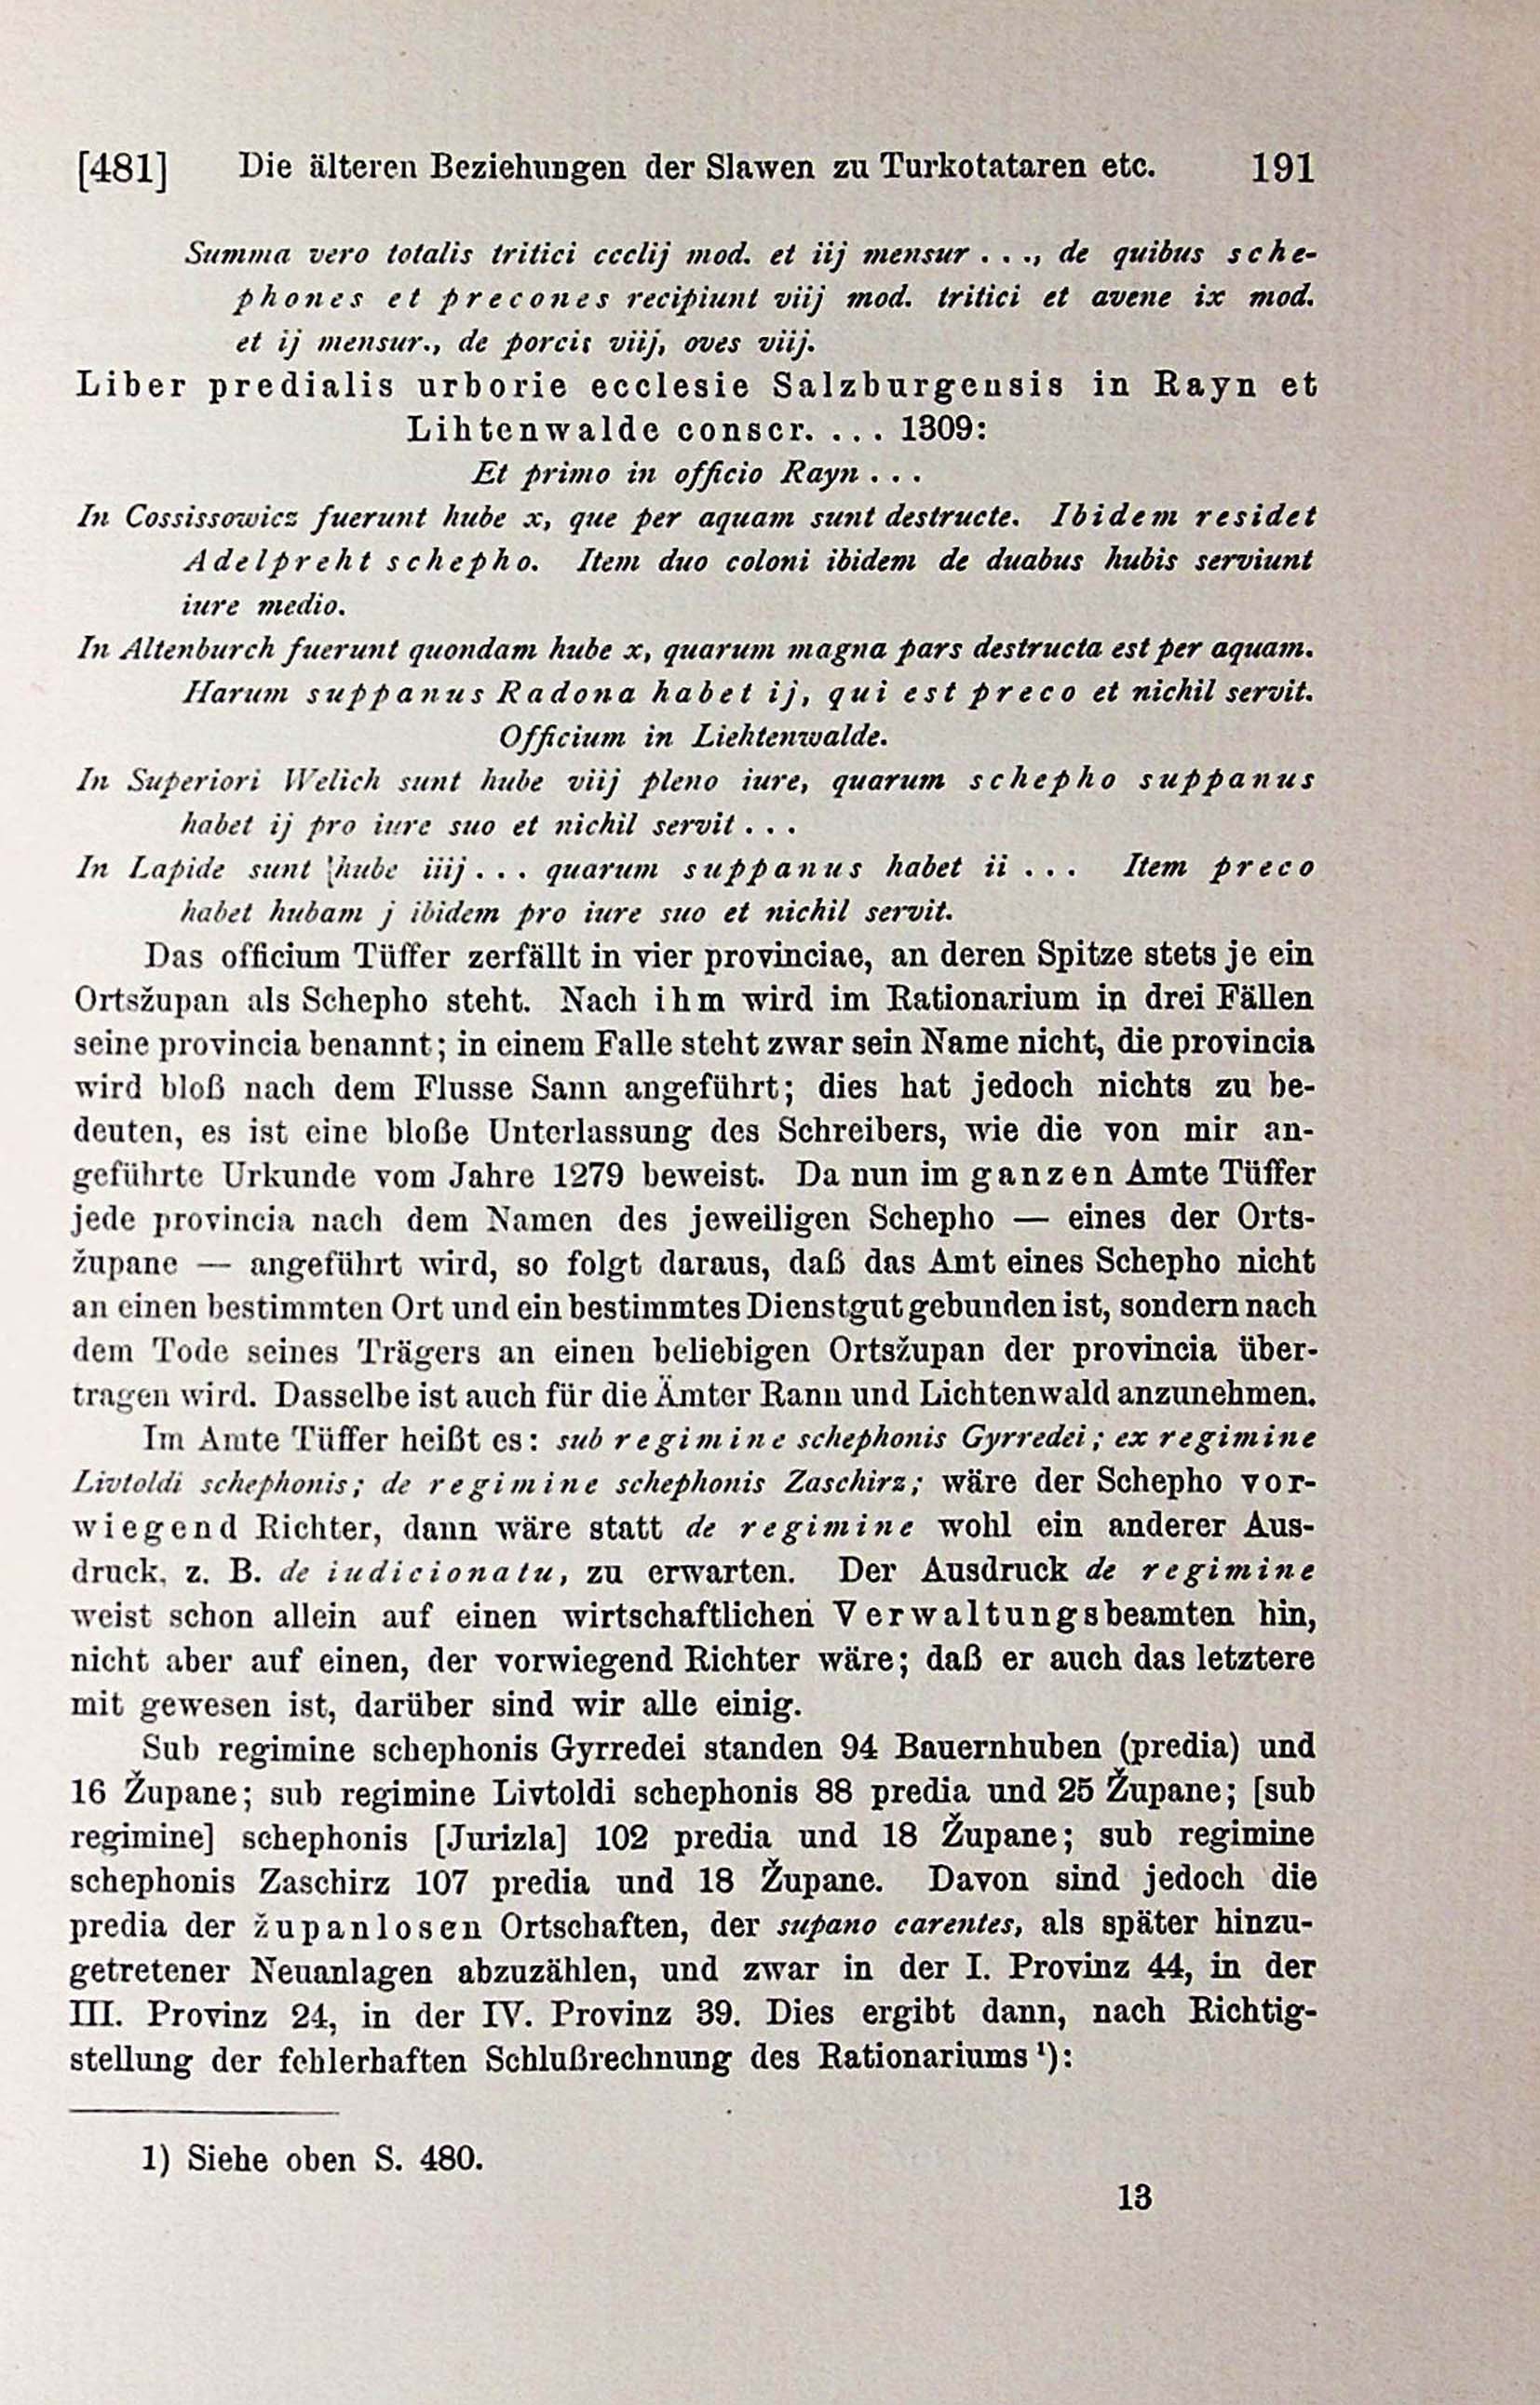 [481] Die älteren Beziehungen der Slawen zu Turkotataren etc. 191
Summa vero totalis tritici ccclij mod. et iij mensur . . ., de quibus sche-
phones et precones recipiunt viij mod. tritici et avene ix mod.
et ij mensur., de porcis viij, oves viij.
Liber predialis urborie ecclesie Salzburgensis in Rayn et
Lihtenwalde conscr. . . . 1309:
Et primo in officio Rayn . . .
In Cossissowicz fuerunt hube x, que per aquam sunt destructe. Ibidem residet
Adelpreht schepho. Item duo coloni ibidem de duabus hubis serviunt
iure medio.
In Altenburch fuerunt quondam hube x, quarum magna pars destructa est per aquam.
Harum suppanus Radona habet ij, qui est preco et nichil servit.
Officium in Liehtenwalde.
In Superiori Welich sunt hube viij pleno iure, quarum schepho suppanus
habet ij pro iure suo et nichil servit . . .
In Lapide sunt hube iiij . . . quarum suppanus habet ii . . . Item preco
habet hubam j ibidem pro iure suo et nichil servit.
Das officium Tüffer zerfällt in vier provinciae, an deren Spitze stets je ein
Ortsžupan als Schepho steht. Nach ihm wird im Rationarium in drei Fällen
seine provincia benannt; in einem Falle steht zwar sein Name nicht, die provincia
wird bloß nach dem Flusse Sann angeführt; dies hat jedoch nichts zu be-
deuten, es ist eine bloße Unterlassung des Schreibers, wie die von mir an-
geführte Urkunde vom Jahre 1279 beweist. Da nun im ganzen Amte Tüffer
jede provincia nach dem Namen des jeweiligen Schepho — eines der Orts-
župane — angeführt wird, so folgt daraus, daß das Amt eines Schepho nicht
an einen bestimmten Ort und ein bestimmtes Dienstgut gebunden ist, sondern nach
dem Tode seines Trägers an einen beliebigen Ortsžupan der provincia über-
tragen wird. Dasselbe ist auch für die Ämter Rann und Lichtenwald anzunehmen.
Im Amte Tüffer heißt es: sub regimine schephonis Gyrredei; ex regimine
Livtoldi schephonis; de regimine schephonis Zaschirz; wäre der Schepho vor-
wiegend Richter, dann wäre statt de regimine wohl ein anderer Aus-
druck, z. B. de iudicionatu, zu erwarten. Der Ausdruck de regimine
weist schon allein auf einen wirtschaftlichen Verwaltungsbeamten hin,
nicht aber auf einen, der vorwiegend Richter wäre; daß er auch das letztere
mit gewesen ist, darüber sind wir alle einig.
Sub regimine schephonis Gyrredei standen 94 Bauernhuben (predia) und
16 Župane; sub regimine Livtoldi schephonis 88 predia und 25 Župane; [sub
regimine] schephonis [Jurizla] 102 predia und 18 Župane; sub regimine
schephonis Zaschirz 107 predia und 18 Župane. Davon sind jedoch die
predia der županlosen Ortschaften, der supano carentes, als später hinzu-
getretener Neuanlagen abzuzählen, und zwar in der I. Provinz 44, in der
III. Provinz 24, in der IV. Provinz 39. Dies ergibt dann, nach Richtig-
stellung der fehlerhaften Schlußrechnung des Rationariums ¹):
1) Siehe oben S. 480.
13